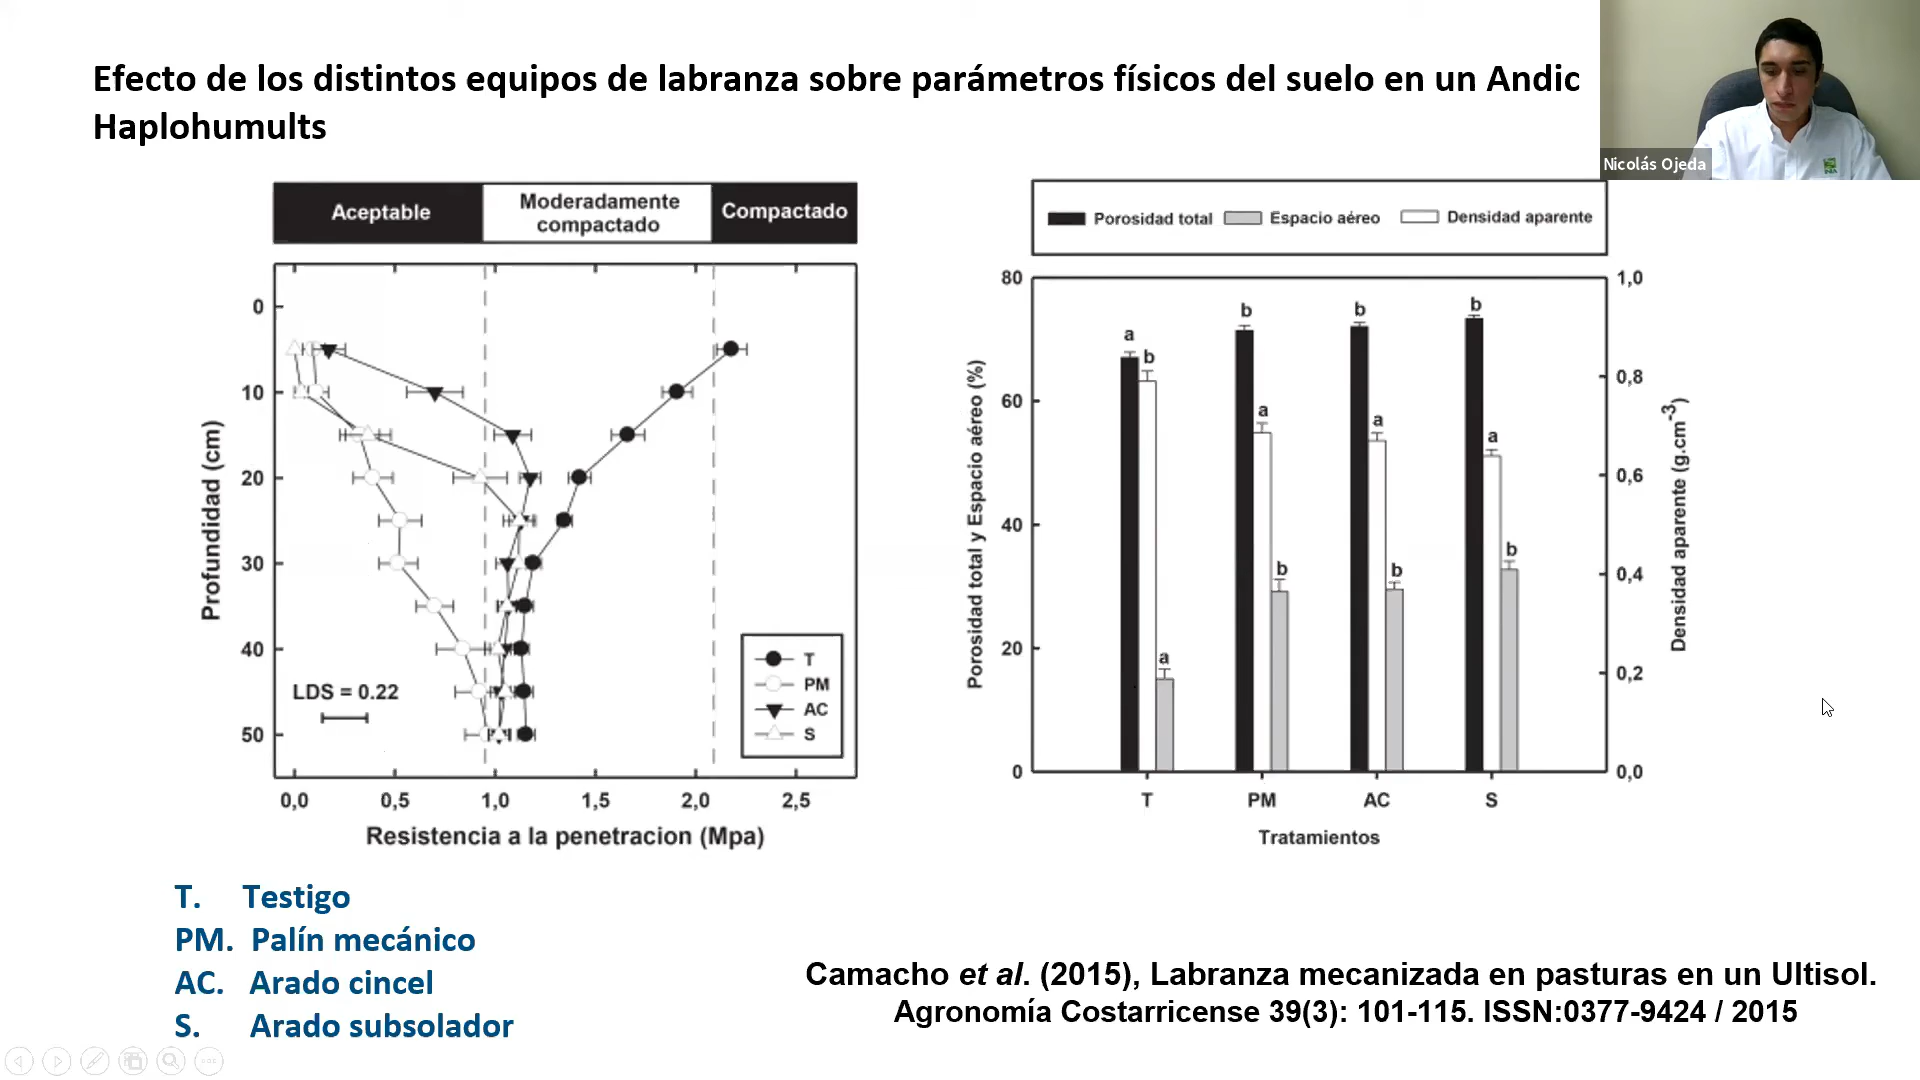 Efecto de los distintos equipos de labranza sobre parámetros físicos del suelo en un Andic
Haplohumults
Nicolás Ojeda
Aceptable
Moderadamente
compactado
Compactado
0
10
20
30
40
50
Profundidad (cm)
LDS = 0.22
T
PM
AC
S
0,0 0,5 1,0 1,5 2,0 2,5
Resistencia a la penetracion (Mpa)
Porosidad total Espacio aéreo Densidad aparente
80
60
40
20
0
Porosidad total y Espacio aéreo (%)
a b a
b a b
b a b
b a b
1,0
0,8
0,6
0,4
0,2
0,0
Densidad aparente (g.cm-3)
T PM AC S
Tratamientos
T. Testigo
PM. Palín mecánico
AC. Arado cincel
S. Arado subsolador
Camacho et al. (2015), Labranza mecanizada en pasturas en un Ultisol.
Agronomía Costarricense 39(3): 101-115. ISSN:0377-9424 / 2015